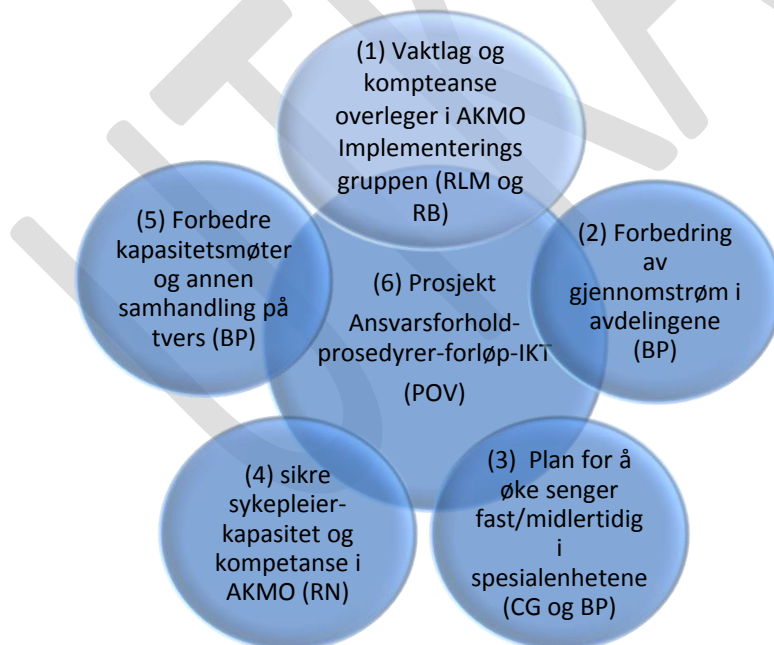 (1) Vaktlag og
kompteanse
overleger i AKMO
Implementerings
gruppen (RLM og
RB)
(2) Forbedring
av
gjennomstrøm i
avdelingene
(BP)
(3) Plan for å
øke senger
fast/midlertidig
i
spesialenhetene
(CG og BP)
(4) sikre
sykepleier-
kapasitet og
kompetanse i
AKMO (RN)
(5) Forbedre
kapasitetsmøter
og annen
samhandling på
tvers (BP)
(6) Prosjekt
Ansvarsforhold-
prosedyrer-forløp-IKT
(POV)